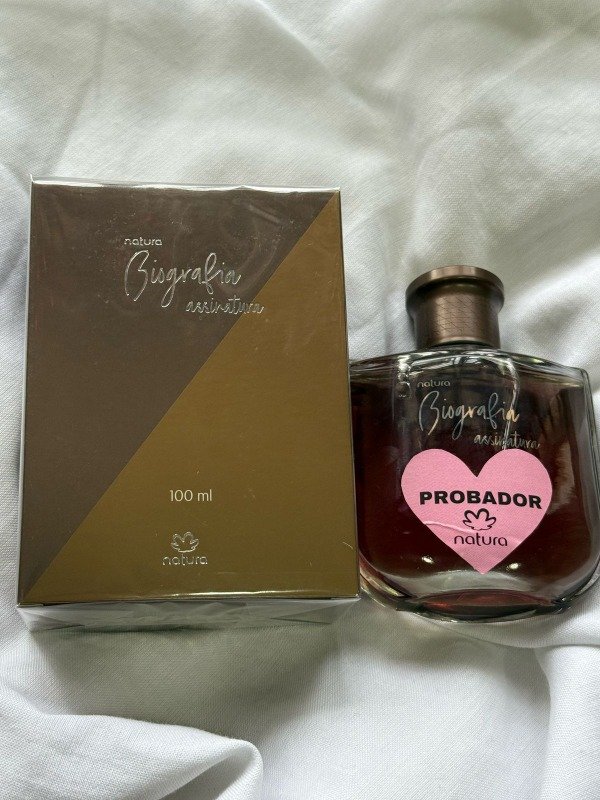 natura
Biografia
assinatura
100 ml
natura
natura
Biografia
assinatura
PROBADOR
natura